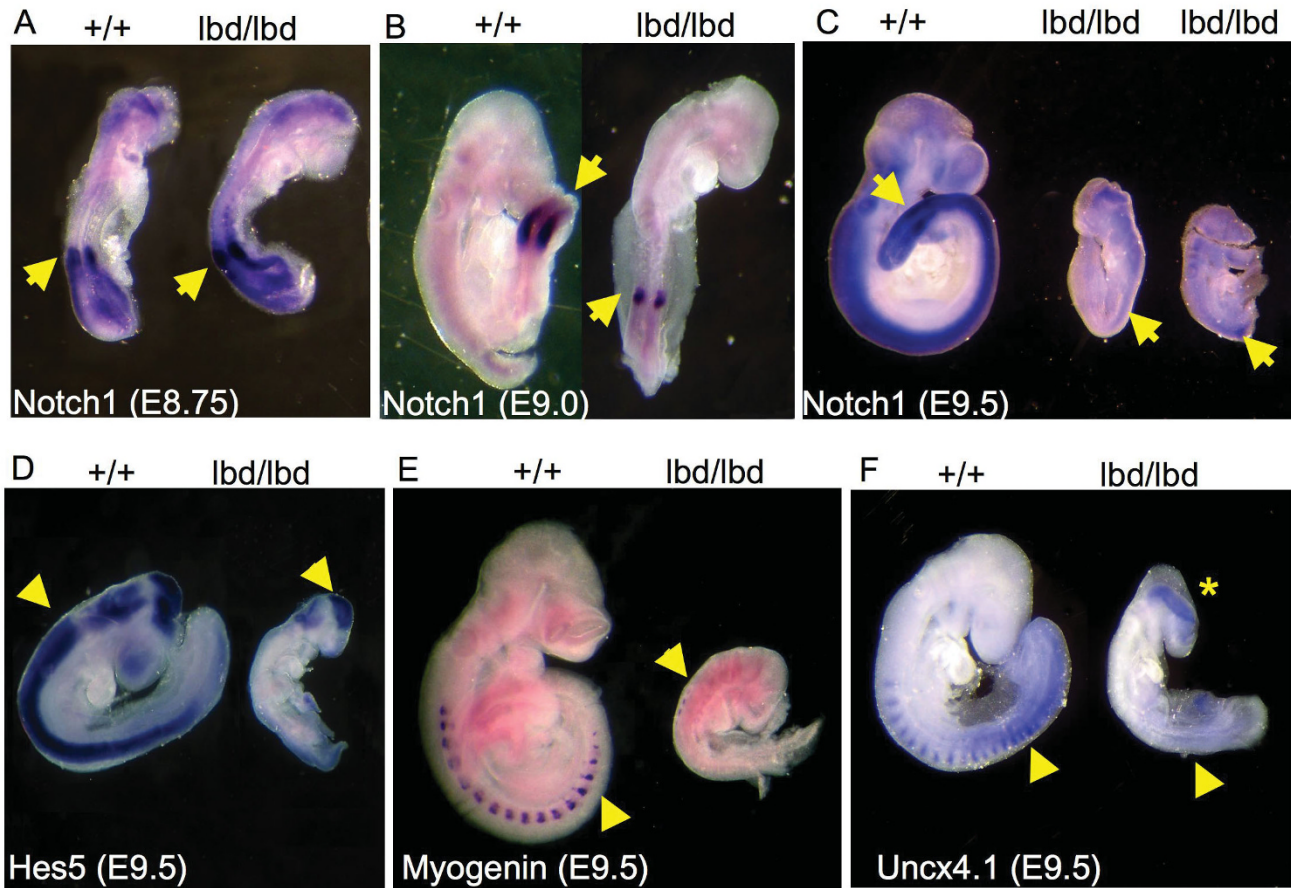 A +/+ lbd/lbd
B +/+ lbd/lbd
C +/+ lbd/lbd lbd/lbd
Notch1 (E8.75)
Notch1 (E9.0)
Notch1 (E9.5)
D +/+ lbd/lbd
E +/+ lbd/lbd
F +/+ lbd/lbd
*
Hes5 (E9.5)
Myogenin (E9.5)
Uncx4.1 (E9.5)